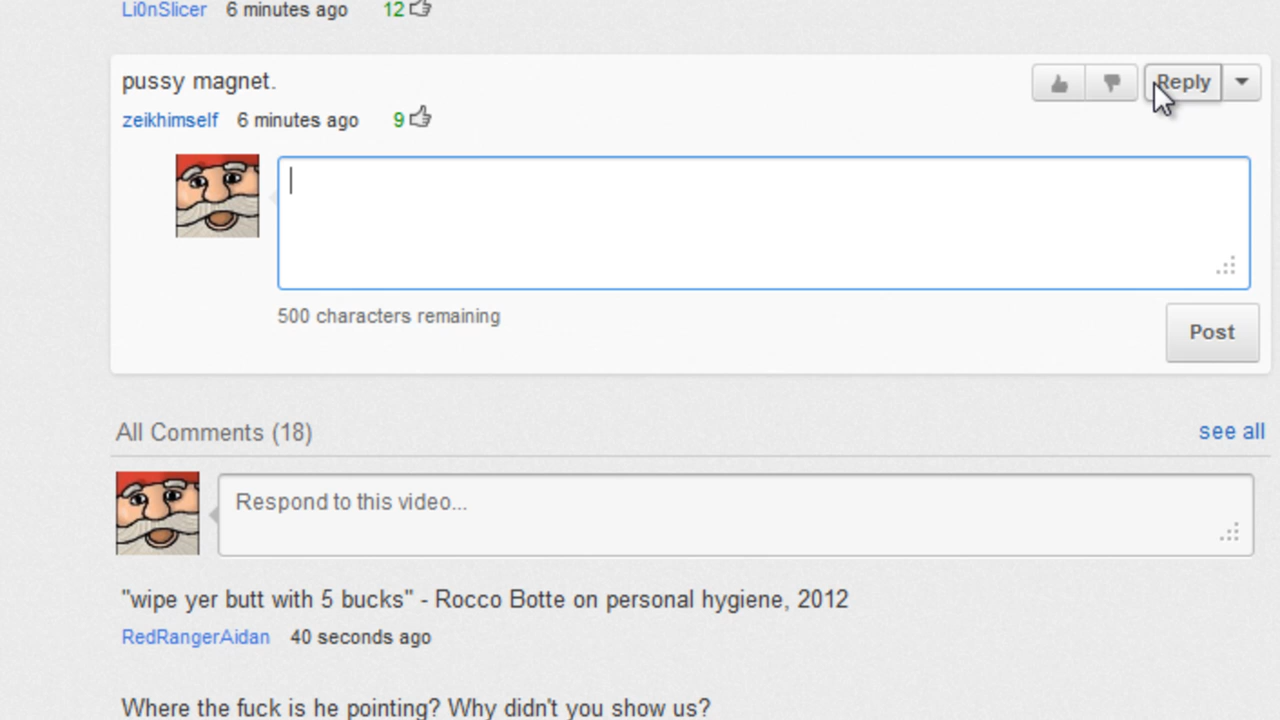 Li0nSlicer 6 minutes ago 12
pussy magnet.
Reply
zeikhimself 6 minutes ago 9
500 characters remaining
Post
All Comments (18) see all
Respond to this video...
"wipe yer butt with 5 bucks" - Rocco Botte on personal hygiene, 2012
RedRangerAidan 40 seconds ago
Where the fuck is he pointing? Why didn't you show us?